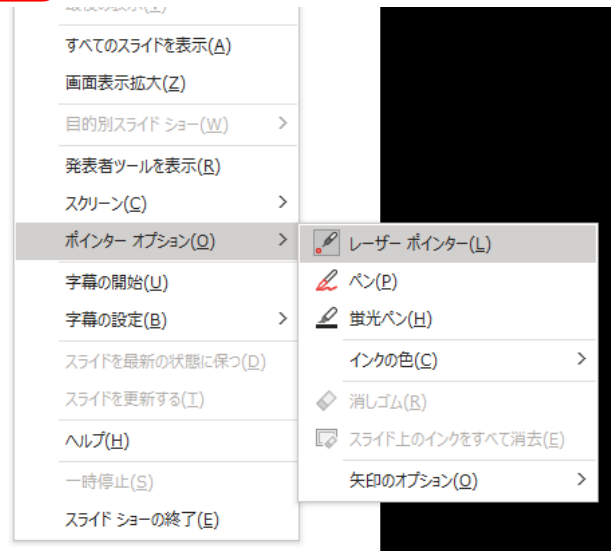 すべてのスライドを表示(A)
画面表示拡大(Z)
目的別スライド ショー(W)
発表者ツールを表示(R)
スクリーン(C)
ポインター オプション(O)
字幕の開始(U)
字幕の設定(B)
スライドを最新の状態に保つ(D)
スライドを更新する(T)
ヘルプ(H)
一時停止(S)
スライド ショーの終了(E)
レーザー ポインター(L)
ペン(P)
蛍光ペン(H)
インクの色(C)
消しゴム(R)
スライド上のインクをすべて消去(E)
矢印のオプション(O)